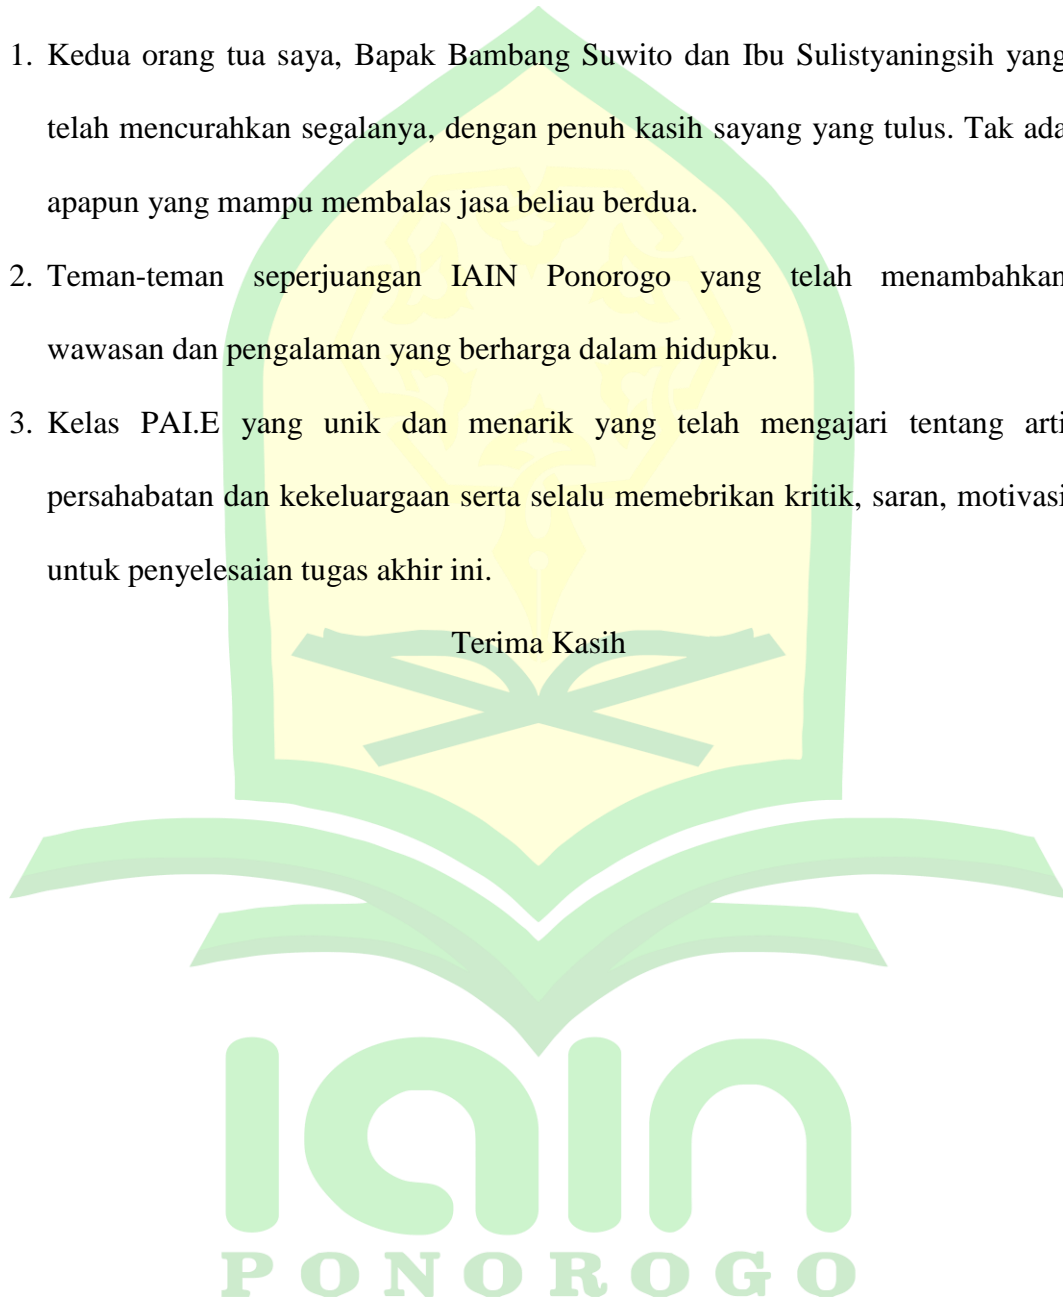 1. Kedua orang tua saya, Bapak Bambang Suwito dan Ibu Sulistyaningsih yang
telah mencurahkan segalanya, dengan penuh kasih sayang yang tulus. Tak ada
apapun yang mampu membalas jasa beliau berdua.
2. Teman-teman seperjuangan IAIN Ponorogo yang telah menambahkan
wawasan dan pengalaman yang berharga dalam hidupku.
3. Kelas PAI.E yang unik dan menarik yang telah mengajari tentang arti
persahabatan dan kekeluargaan serta selalu memebrikan kritik, saran, motivasi
untuk penyelesaian tugas akhir ini.
Terima Kasih
iain
PONOROGO